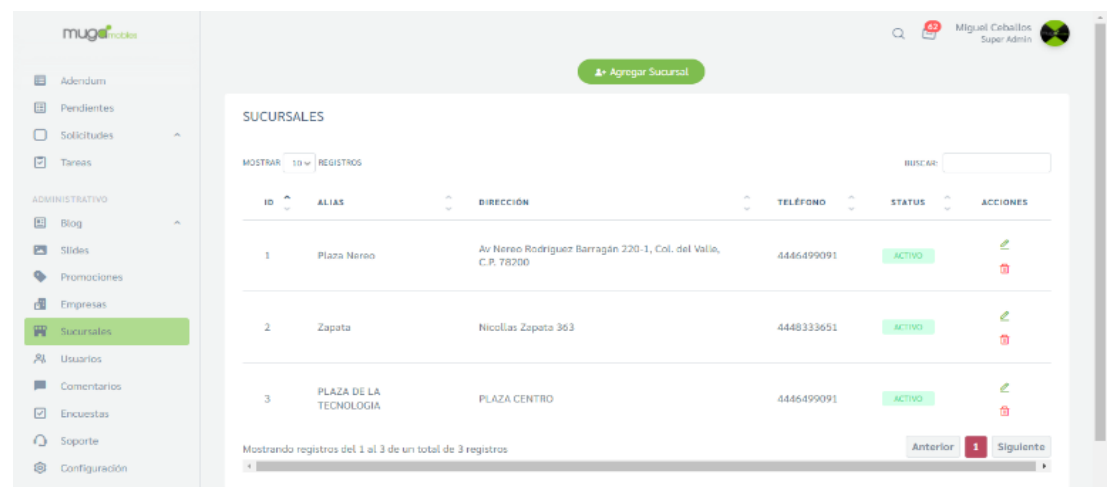 muga mobles
62
Miguel Ceballos
Super Admin
Agregar Sucursal
Adendum
Pendientes
Solicitudes
Tareas
ADMINISTRATIVO
Blog
Slides
Promociones
Empresas
Sucursales
Usuarios
Comentarios
Encuestas
Soporte
Configuración
SUCURSALES
MOSTRAR 10 REGISTROS
BUSCAR:
ID ALIAS DIRECCIÓN TELÉFONO STATUS ACCIONES
1 Plaza Nereo Av Nereo Rodriguez Barragán 220-1, Col. del Valle, 4446499091 ACTIVO
C.P. 78200
2 Zapata Nicollas Zapata 363 4448333651 ACTIVO
3 PLAZA DE LA PLAZA CENTRO 4446499091 ACTIVO
TECNOLOGIA
Mostrando registros del 1 al 3 de un total de 3 registros
Anterior 1 Siguiente